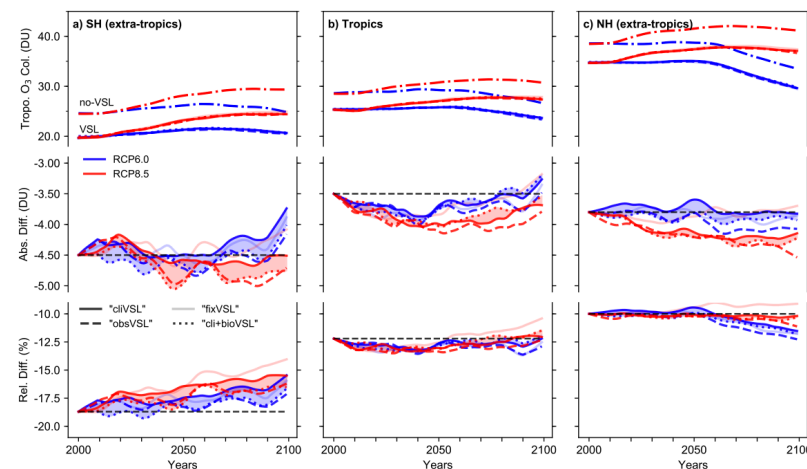 a) SH (extra-tropics)
b) Tropics
c) NH (extra-tropics)
Tropo. O3 Col. (DU)
40.0
30.0
20.0
no-VSL
VSL
Abs. Diff. (DU)
-3.00
-3.50
-4.00
-4.50
-5.00
RCP6.0
RCP8.5
Rel. Diff. (%)
-10.0
-12.5
-15.0
-17.5
-20.0
"cliVSL"
"fixVSL"
"obsVSL"
"cli+bioVSL"
2000
2050
2100
2000
2050
2100
2000
2050
2100
Years
Years
Years